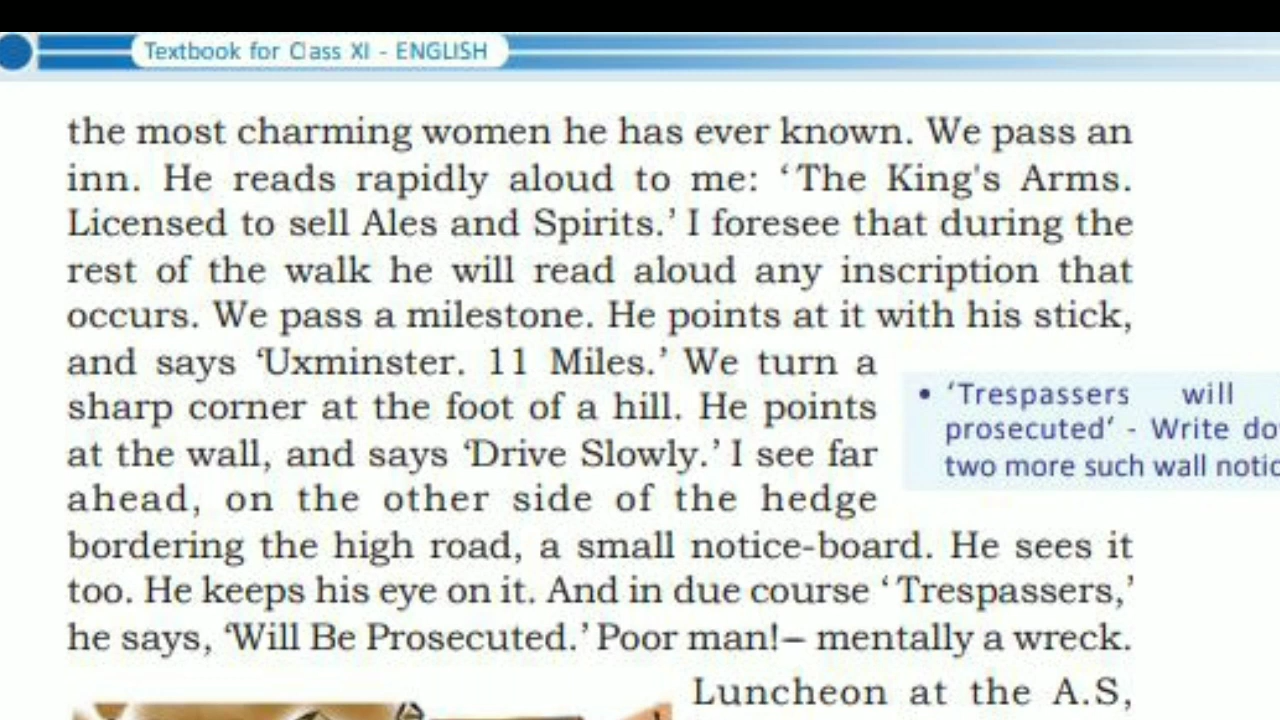 Textbook for Class XI - ENGLISH
the most charming women he has ever known. We pass an
inn. He reads rapidly aloud to me: ‘The King's Arms.
Licensed to sell Ales and Spirits.’ I foresee that during the
rest of the walk he will read aloud any inscription that
occurs. We pass a milestone. He points at it with his stick,
and says ‘Uxminster. 11 Miles.’ We turn a
sharp corner at the foot of a hill. He points
at the wall, and says ‘Drive Slowly.’ I see far
ahead, on the other side of the hedge
bordering the high road, a small notice-board. He sees it
too. He keeps his eye on it. And in due course ‘Trespassers,’
he says, ‘Will Be Prosecuted.’ Poor man!– mentally a wreck.
Luncheon at the A.S,
• ‘Trespassers will
prosecuted’ - Write
two more such wall